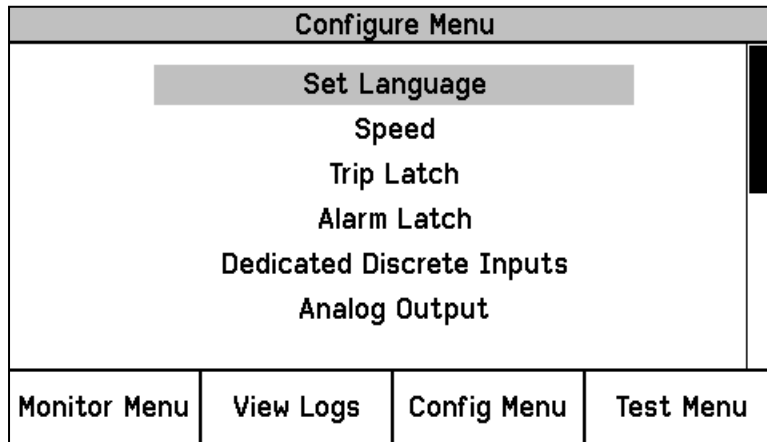 Configure Menu
Set Language
Speed
Trip Latch
Alarm Latch
Dedicated Discrete Inputs
Analog Output
Monitor Menu View Logs Config Menu Test Menu